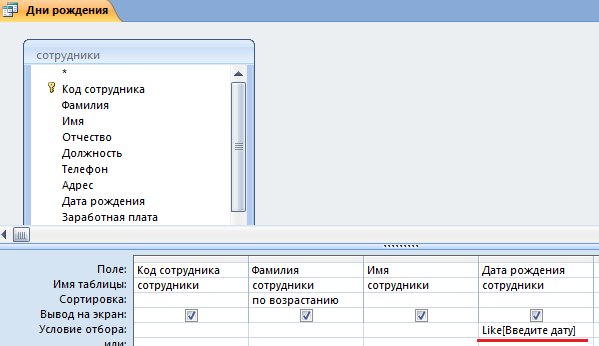 Дни рождения
сотрудники
*
Код сотрудника
Фамилия
Имя
Отчество
Должность
Телефон
Адрес
Дата рождения
Заработная плата
Поле: Код сотрудника Фамилия Имя Дата рождения
Имя таблицы: сотрудники сотрудники сотрудники сотрудники
Сортировка: по возрастанию
Вывод на экран:
Условие отбора: Like[Введите дату]
или: